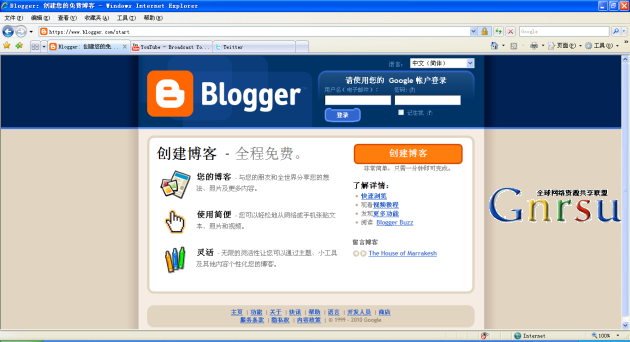 Blogger: 创建您的免费博客 - Windows Internet Explorer
文件(F) 编辑(E) 查看(V) 收藏夹(A) 工具(T) 帮助(H)
https://www.blogger.com/start
Google
Blogger: 创建您的免... YouTube - Broadcast Yo... Twitter
页面(P) 工具(O)
语言: 中文（简体）
Blogger
请使用您的 Google 帐户登录
用户名（电子邮件）: 密码: (?)
登录
记住我 (?)
创建博客 - 全程免费。
创建博客
非常简单，只需一分钟即可完成。
您的博客 - 与您的朋友和全世界分享您的想
法、照片及更多内容。
使用简便 - 您可以轻松地从网络或手机张贴文
本、照片和视频。
灵活 - 无限的灵活性让您可以通过主题、小工具
及其他内容个性化您的博客。
了解详情:
快速浏览
观看视频教程
发现更多功能
阅读 Blogger Buzz
留言博客
The House of Marrakesh
全球网络资趣共享联盟
Gnrsu
主页 | 功能 | 关于 | 快讯 | 帮助 | 语言 | 开发人员 | 商店
服务条款 | 隐私权 | 内容政策 | © 1999 - 2010 Google
Internet 100%